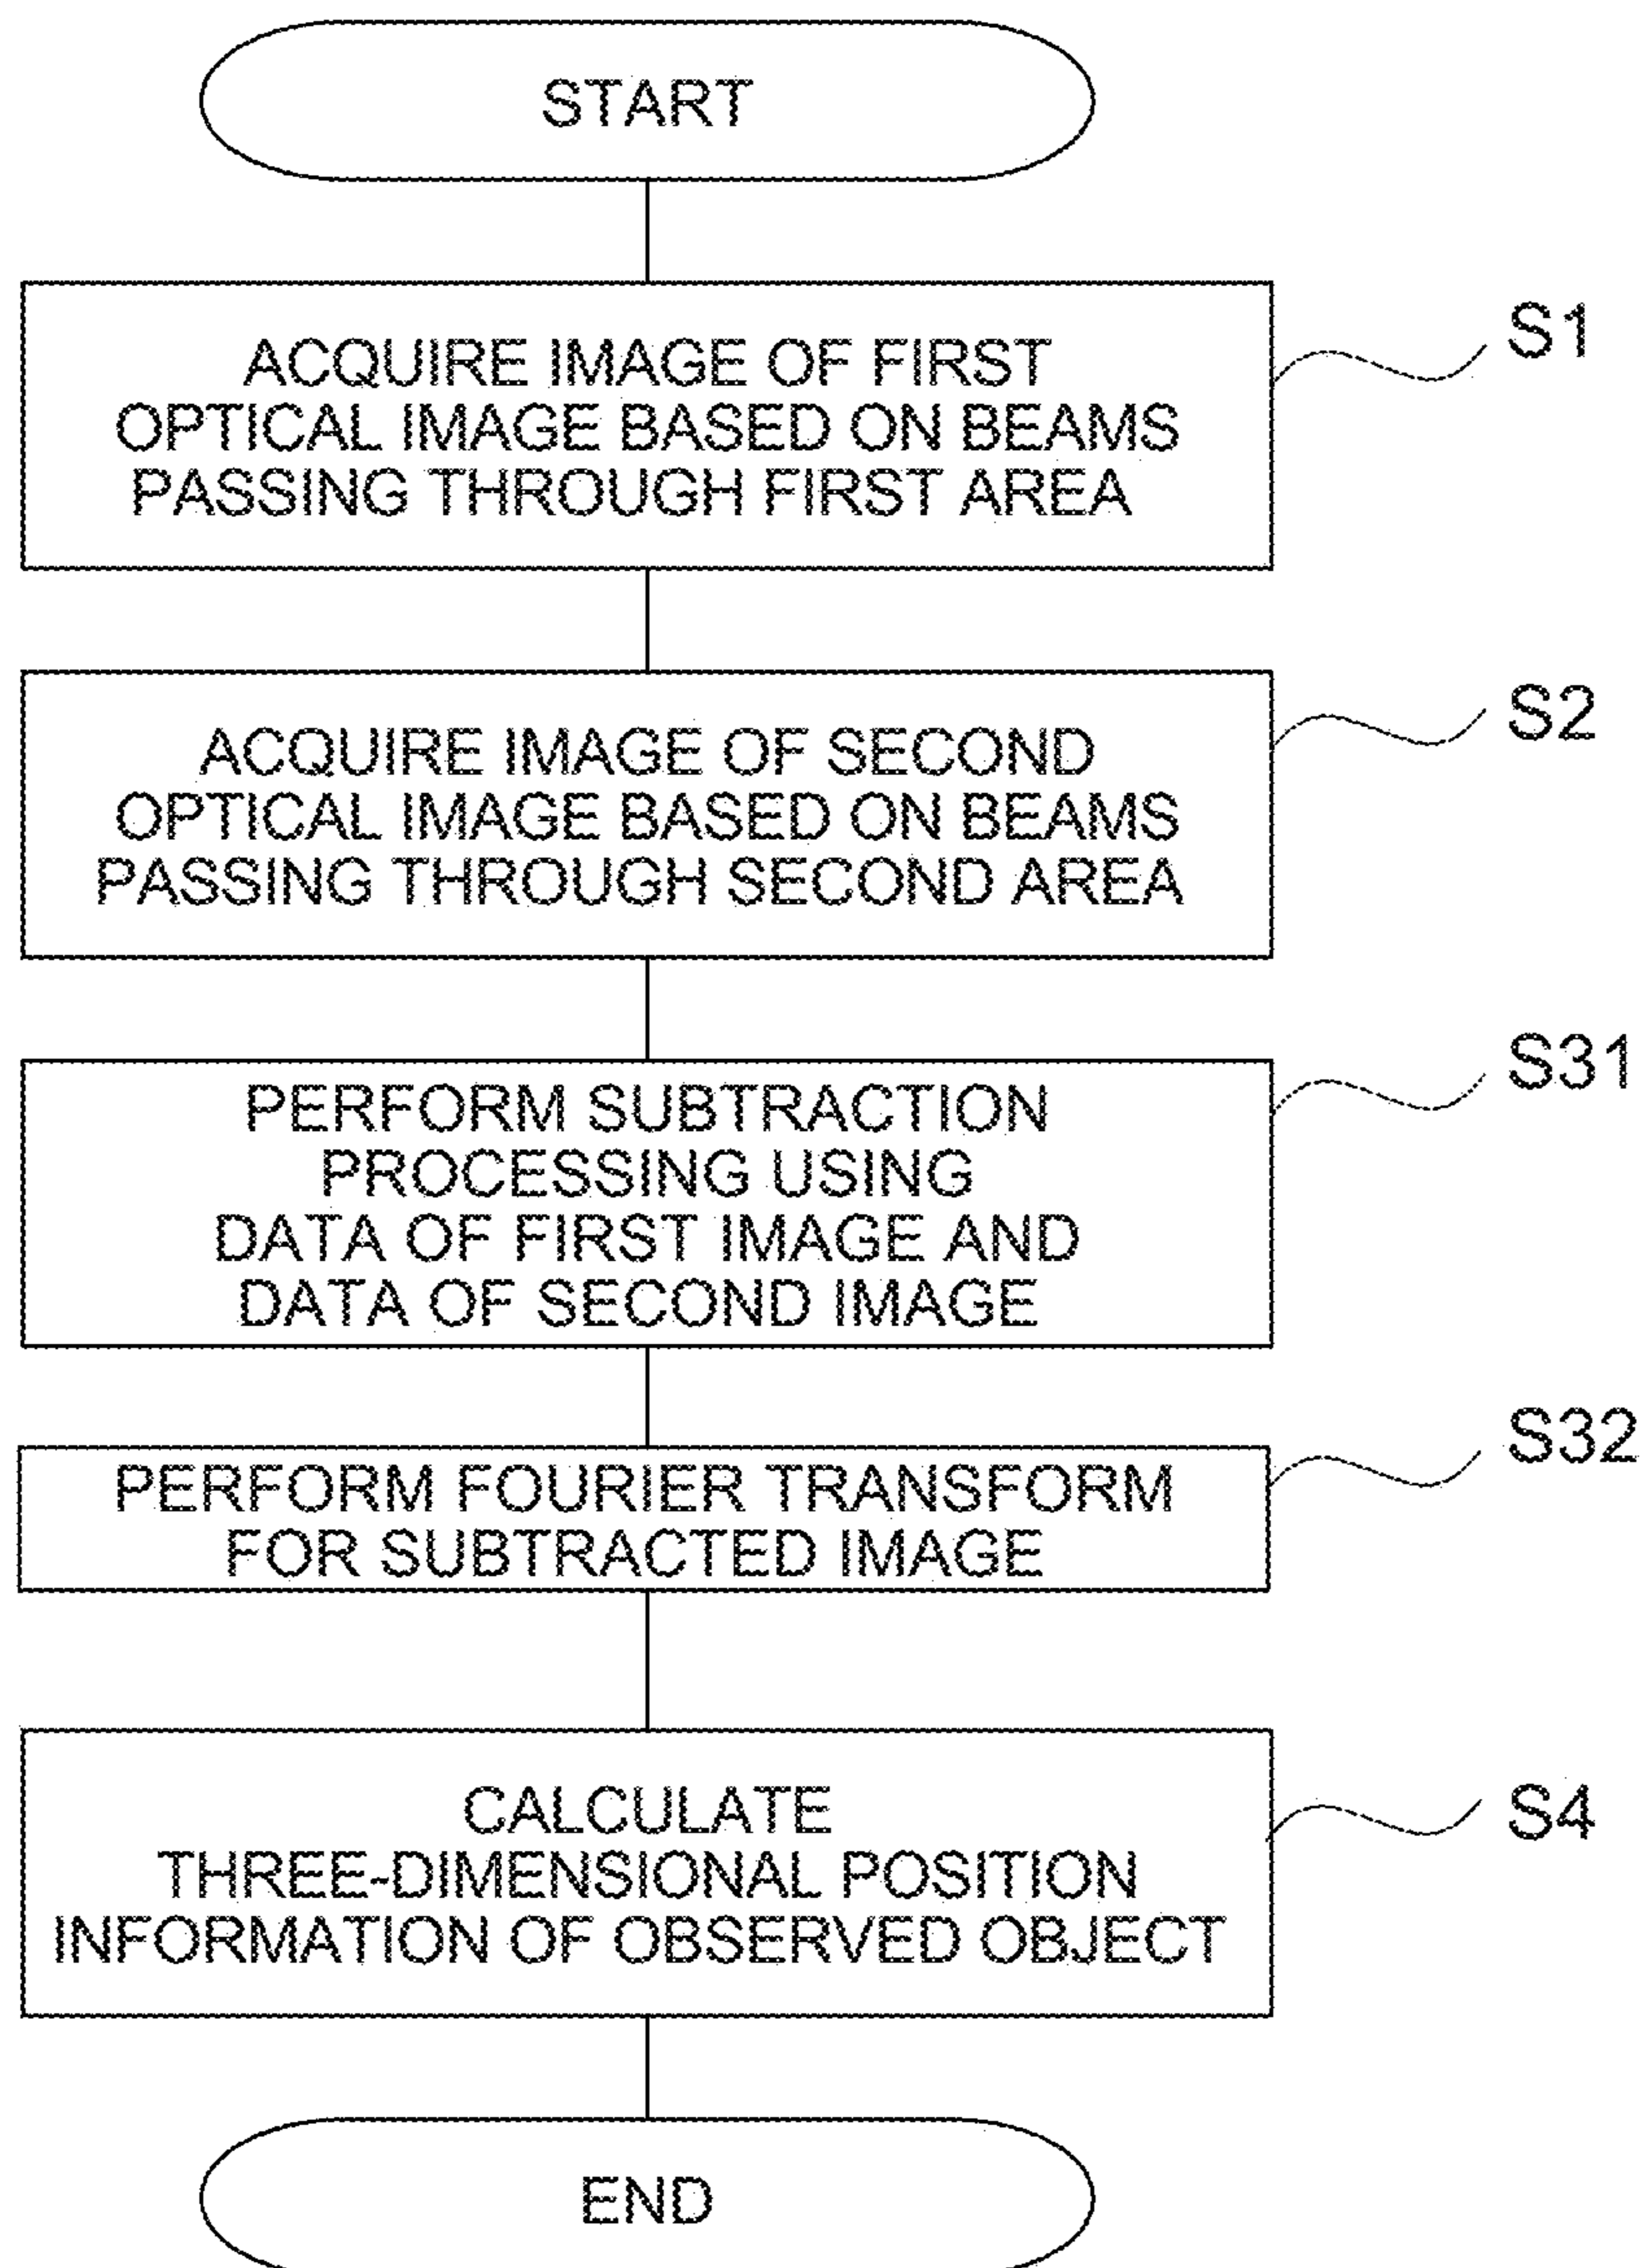 START
ACQUIRE IMAGE OF FIRST
OPTICAL IMAGE BASED ON BEAMS
PASSING THROUGH FIRST AREA
S1
ACQUIRE IMAGE OF SECOND
OPTICAL IMAGE BASED ON BEAMS
PASSING THROUGH SECOND AREA
S2
PERFORM SUBTRACTION
PROCESSING USING
DATA OF FIRST IMAGE AND
DATA OF SECOND IMAGE
S31
PERFORM FOURIER TRANSFORM
FOR SUBTRACTED IMAGE
S32
CALCULATE
THREE-DIMENSIONAL POSITION
INFORMATION OF OBSERVED OBJECT
S4
END